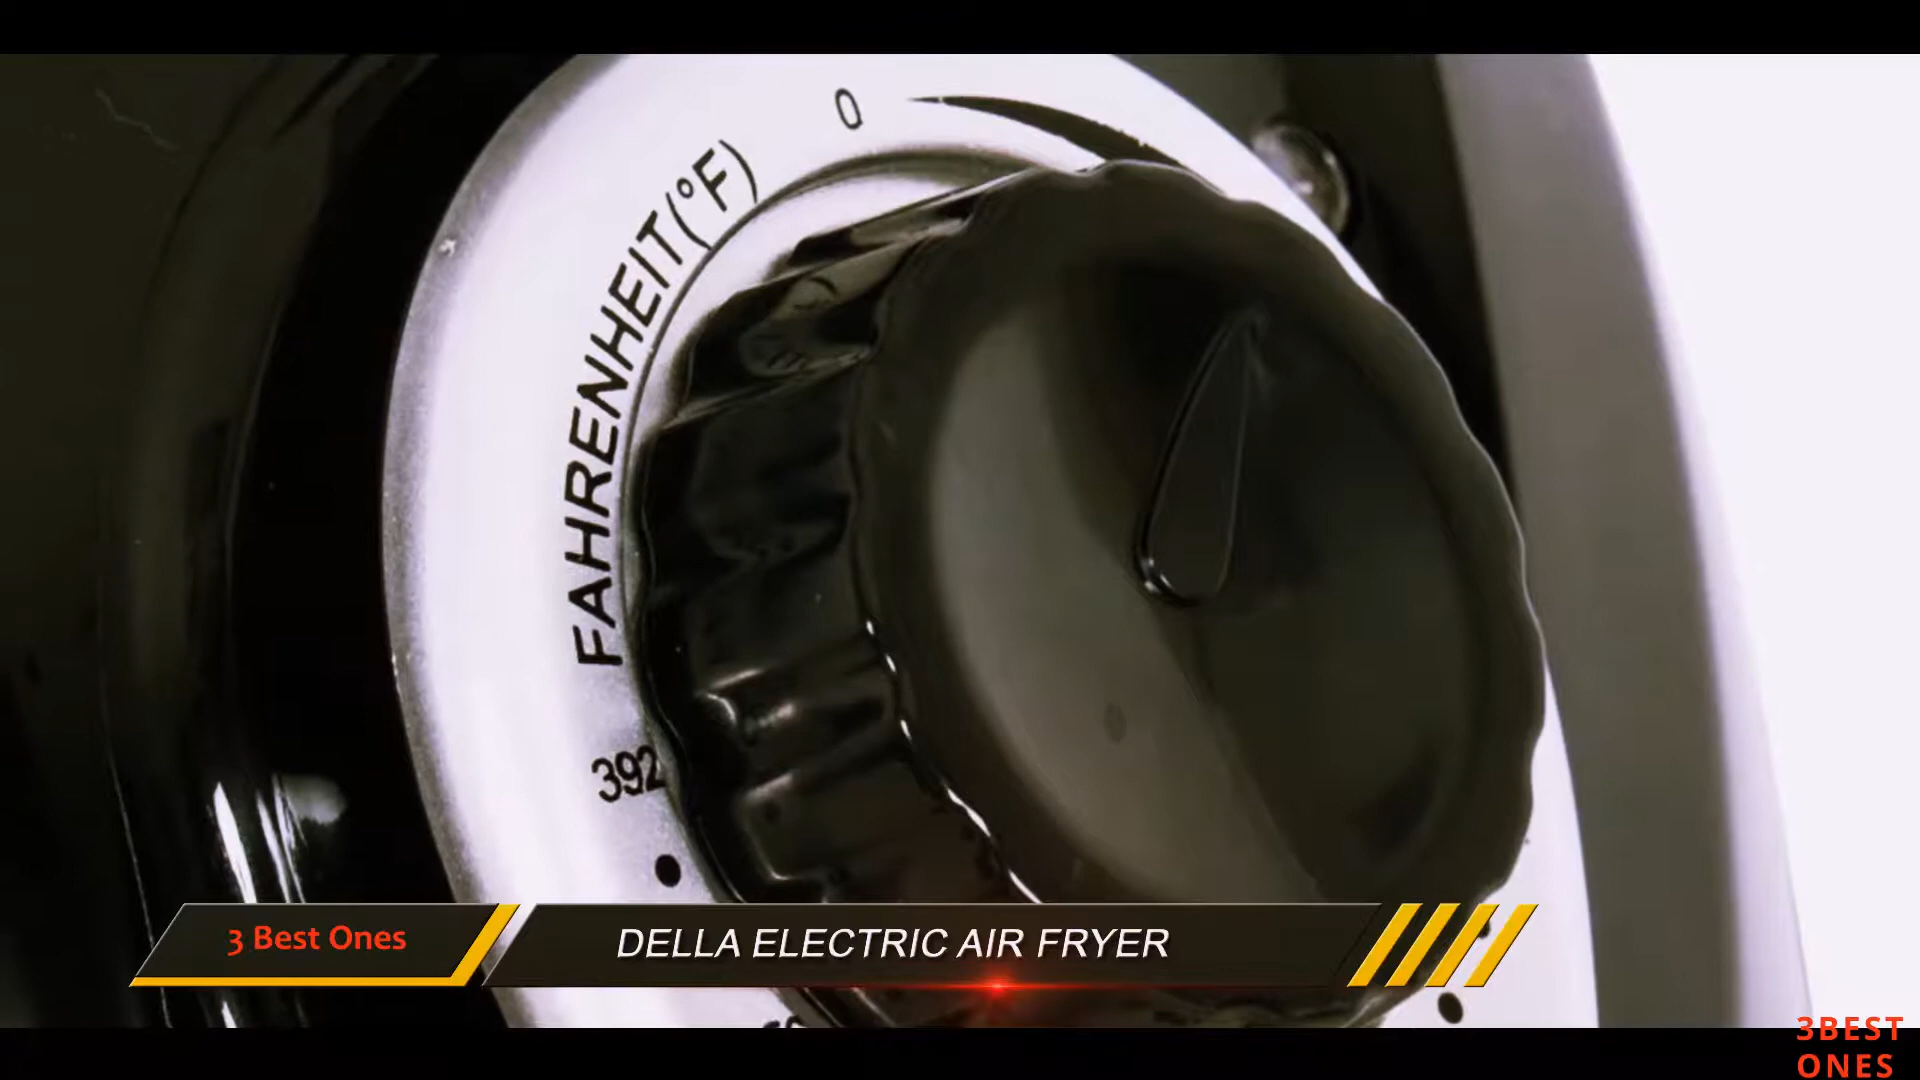 0
FAHRENHEIT(°F)
392
3 Best Ones
DELLA ELECTRIC AIR FRYER
3BEST
ONES